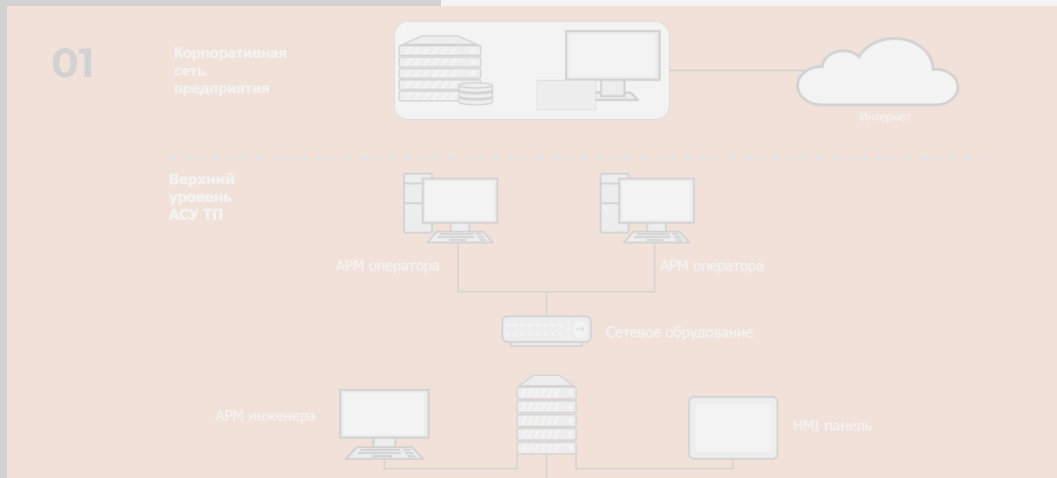 01
Корпоративная
сеть
предприятия
Интернет
Верхний
уровень
АСУ ТП
АРМ оператора
АРМ оператора
Сетевое обрудование
АРМ инженера
HMI панель